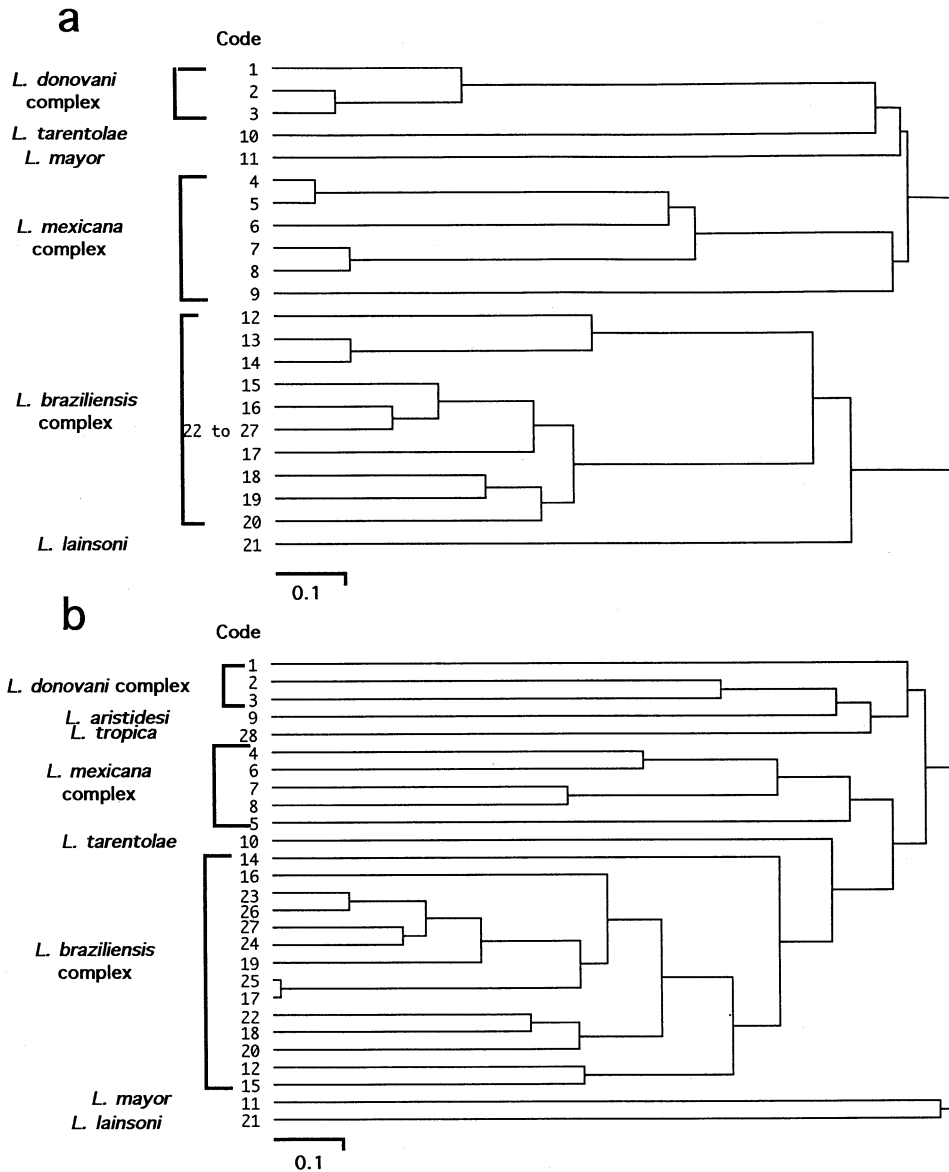 a
Code
L. donovani
complex
1
2
3
L. tarentolae 10
L. mayor 11
L. mexicana
complex
4
5
6
7
8
9
L. braziliensis
complex
12
13
14
15
16
22 to 27
17
18
19
20
L. lainsoni 21
0.1
b
Code
1
L. donovani complex 2
3
L. aristidesi 9
L. tropica 28
L. mexicana
complex
4
6
7
8
5
L. tarentolae 10
L. braziliensis
complex
14
16
23
26
27
24
19
25
17
22
18
20
12
15
L. mayor 11
L. lainsoni 21
0.1